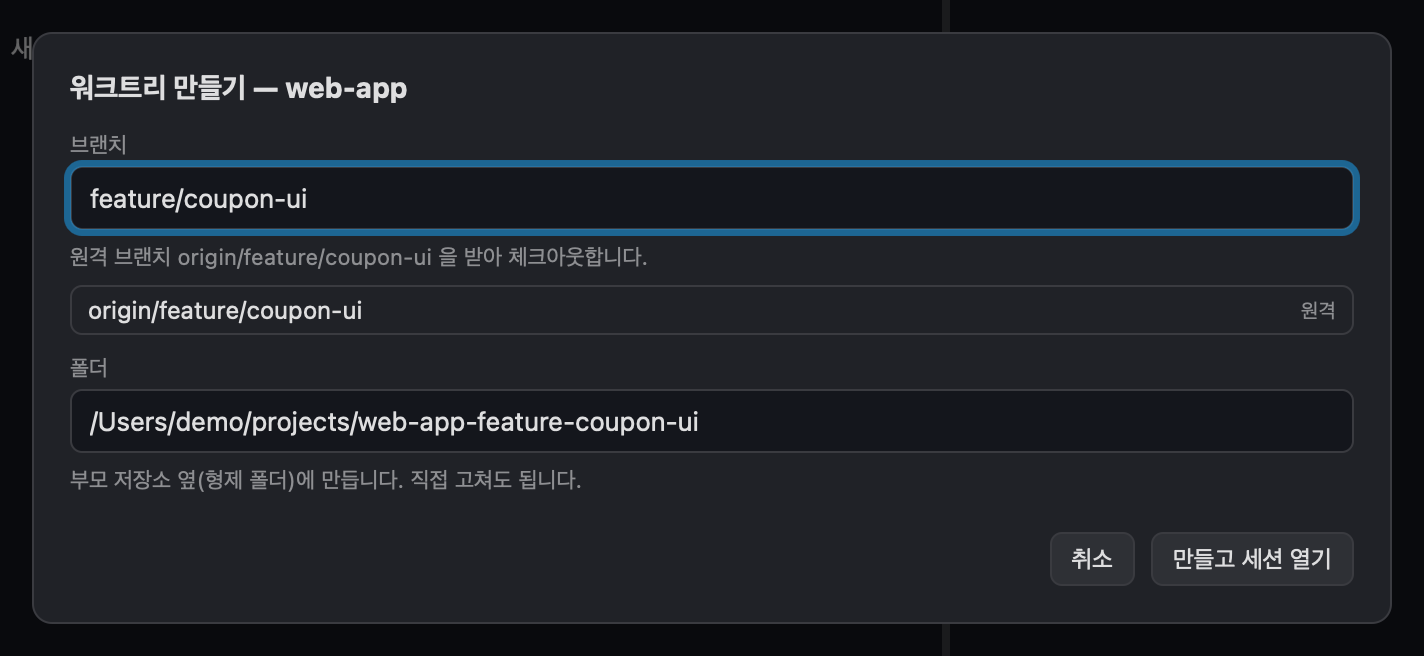 새
워크트리 만들기 — web-app
브랜치
feature/coupon-ui
원격 브랜치 origin/feature/coupon-ui 을 받아 체크아웃합니다.
origin/feature/coupon-ui 원격
폴더
/Users/demo/projects/web-app-feature-coupon-ui
부모 저장소 옆(형제 폴더)에 만듭니다. 직접 고쳐도 됩니다.
취소 만들고 세션 열기